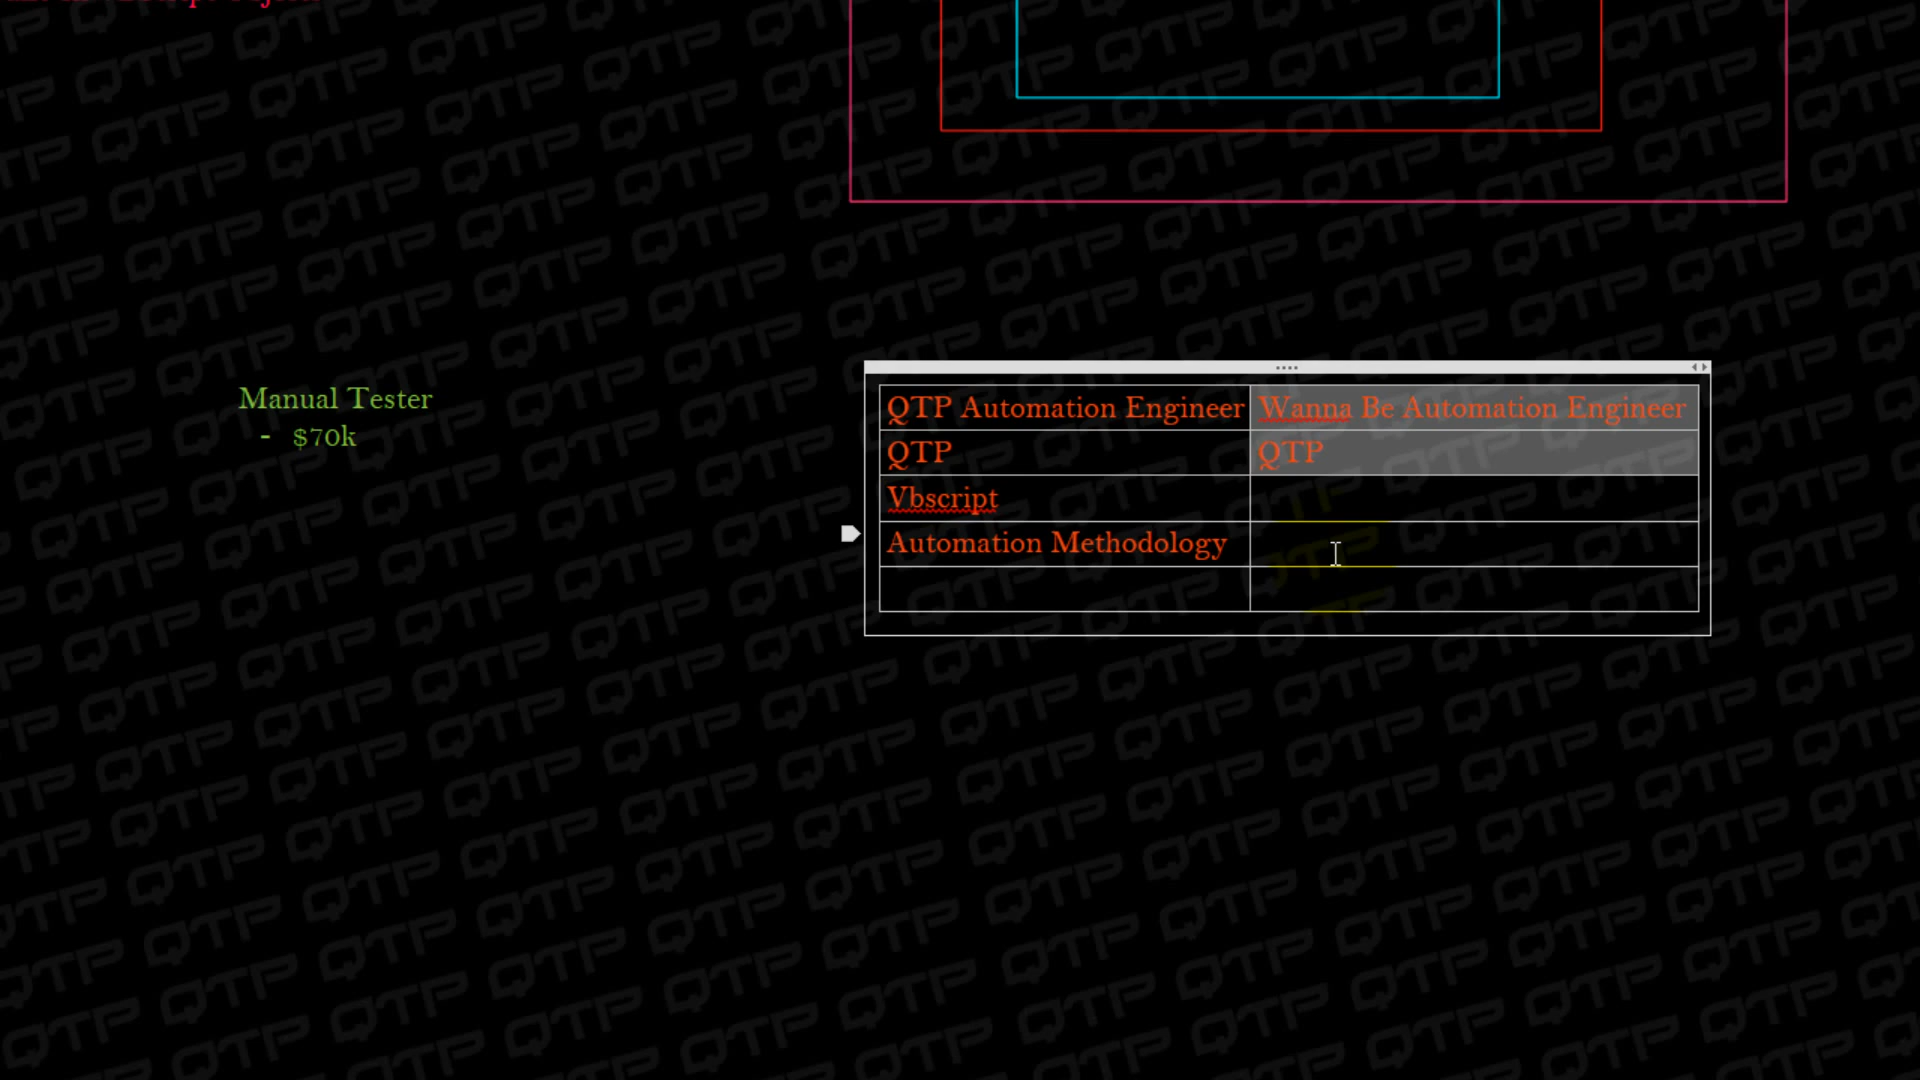 Manual Tester
- $70k
QTP Automation Engineer Wanna Be Automation Engineer
QTP QTP
Vbscript
Automation Methodology